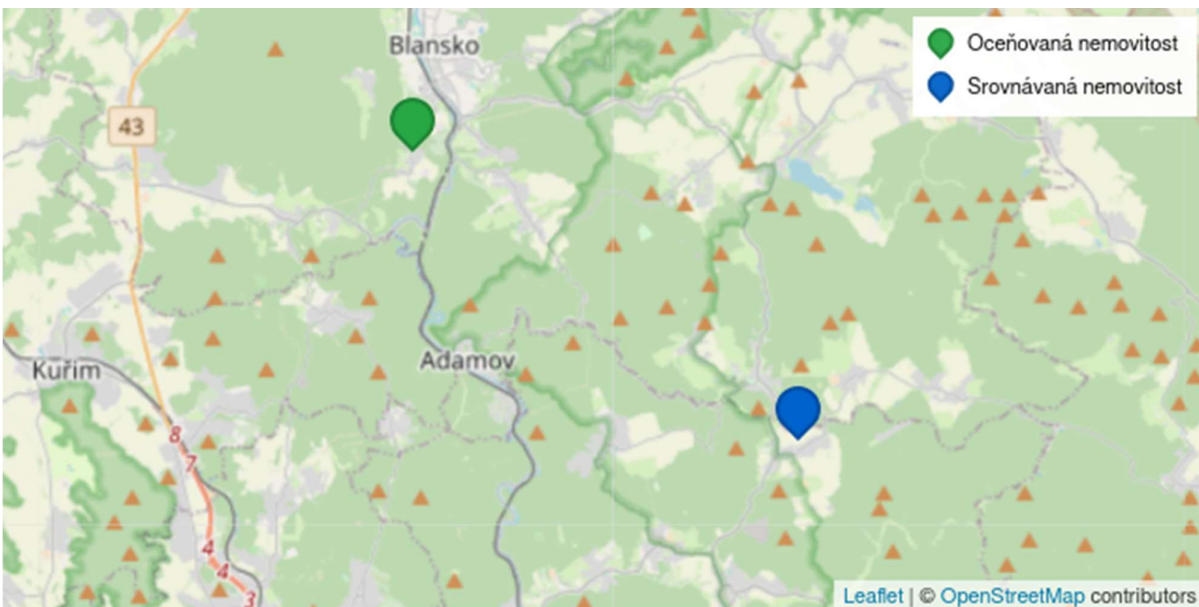 Blansko
Oceňovaná nemovitost
Srovnávaná nemovitost
43
Adamov
Kuřim
8
7
4
4
3
Leaflet | © OpenStreetMap contributors